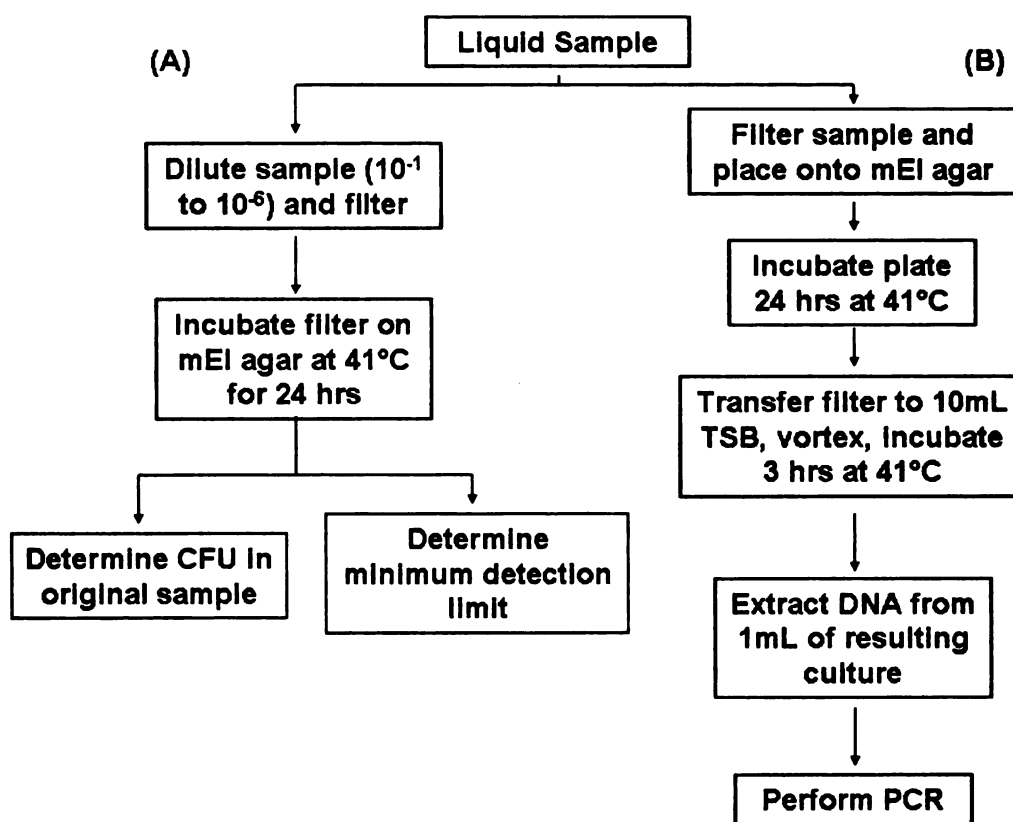 Liquid Sample
(A)
(B)
Dilute sample (10⁻¹
to 10⁻⁶) and filter
Incubate filter on
mEI agar at 41°C
for 24 hrs
Determine CFU in
original sample
Determine
minimum detection
limit
Filter sample and
place onto mEI agar
Incubate plate
24 hrs at 41°C
Transfer filter to 10mL
TSB, vortex, incubate
3 hrs at 41°C
Extract DNA from
1mL of resulting
culture
Perform PCR